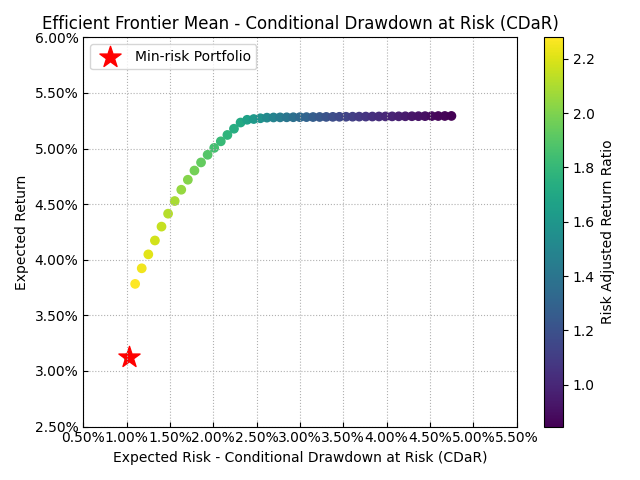 Efficient Frontier Mean - Conditional Drawdown at Risk (CDaR)
Min-risk Portfolio
6.00%
5.50%
5.00%
4.50%
4.00%
3.50%
3.00%
2.50%
Expected Return
0.50% 1.00% 1.50% 2.00% 2.50% 3.00% 3.50% 4.00% 4.50% 5.00% 5.50%
Expected Risk - Conditional Drawdown at Risk (CDaR)
2.2
2.0
1.8
1.6
1.4
1.2
1.0
Risk Adjusted Return Ratio